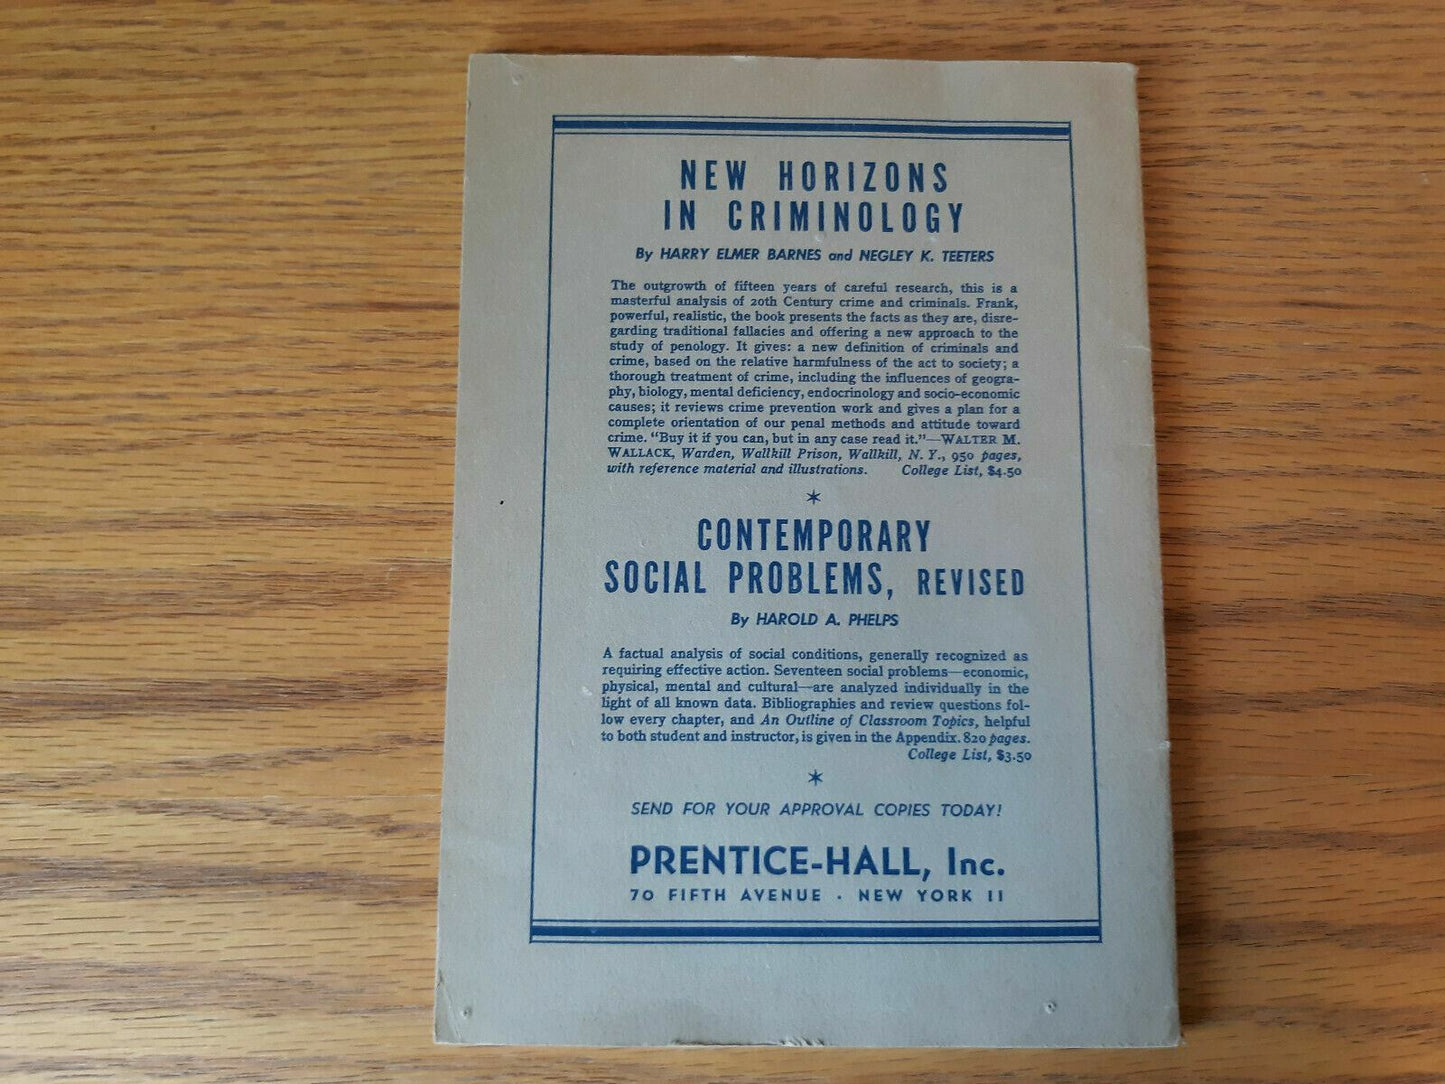 NEW HORIZONS
IN CRIMINOLOGY
By HARRY ELMER BARNES and NEGLEY K. TEETERS
The outgrowth of fifteen years of careful research, this is a
masterful analysis of 20th Century crime and criminals. Frank,
powerful, realistic, the book presents the facts as they are, disre-
garding traditional fallacies and offering a new approach to the
study of penology. It gives: a new definition of criminals and
crime, based on the relative harmfulness of the act to society; a
thorough treatment of crime, including the influences of geogra-
phy, biology, mental deficiency, endocrinology and socio-economic
causes; it reviews crime prevention work and gives a plan for a
complete orientation of our penal methods and attitude toward
crime. "Buy it if you can, but in any case read it."—WALTER M.
WALLACK, Warden, Wallkill Prison, Wallkill, N. Y., 950 pages,
with reference material and illustrations. College List, $4.50
*
CONTEMPORARY
SOCIAL PROBLEMS, REVISED
By HAROLD A. PHELPS
A factual analysis of social conditions, generally recognized as
requiring effective action. Seventeen social problems—economic,
physical, mental and cultural—are analyzed individually in the
light of all known data. Bibliographies and review questions fol-
low every chapter, and An Outline of Classroom Topics, helpful
to both student and instructor, is given in the Appendix. 820 pages.
College List, $3.50
*
SEND FOR YOUR APPROVAL COPIES TODAY!
PRENTICE-HALL, Inc.
70 FIFTH AVENUE · NEW YORK 11